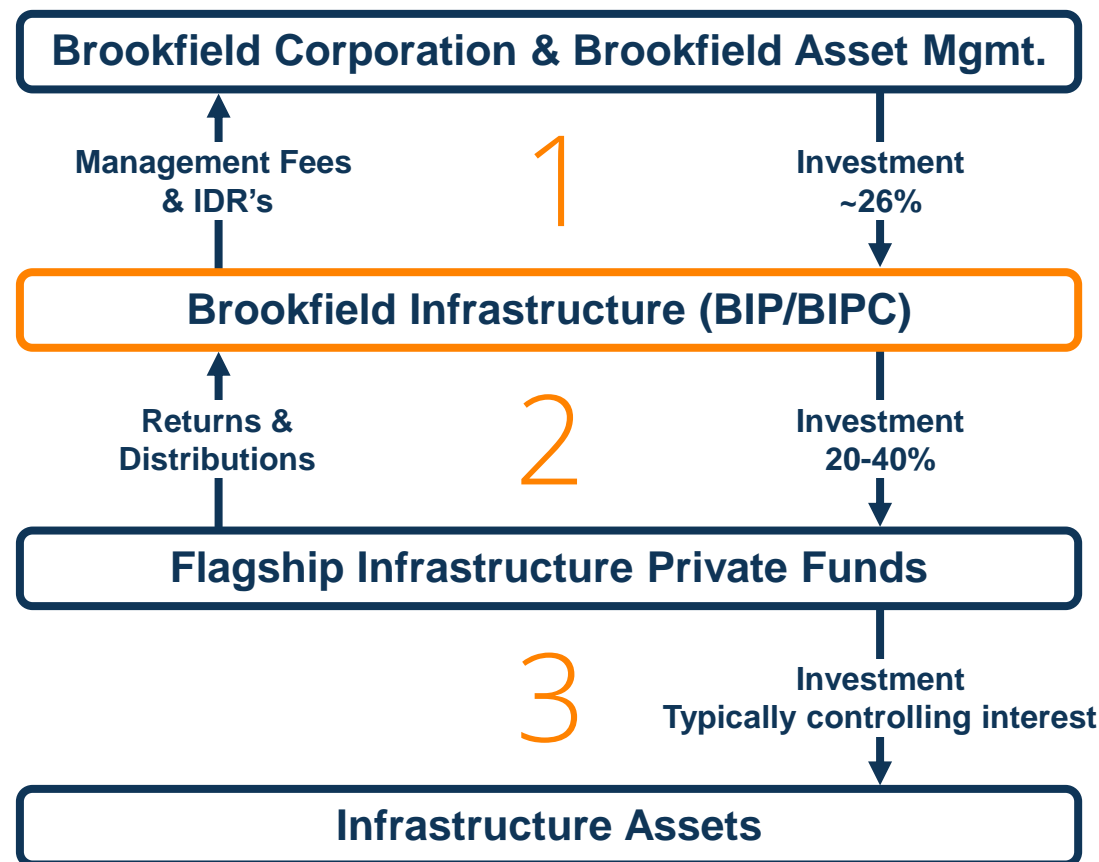 Brookfield Corporation & Brookfield Asset Mgmt.
Management Fees
& IDR's
1
Investment
~26%
Brookfield Infrastructure (BIP/BIPC)
Returns &
Distributions
2
Investment
20-40%
Flagship Infrastructure Private Funds
3
Investment
Typically controlling interest
Infrastructure Assets